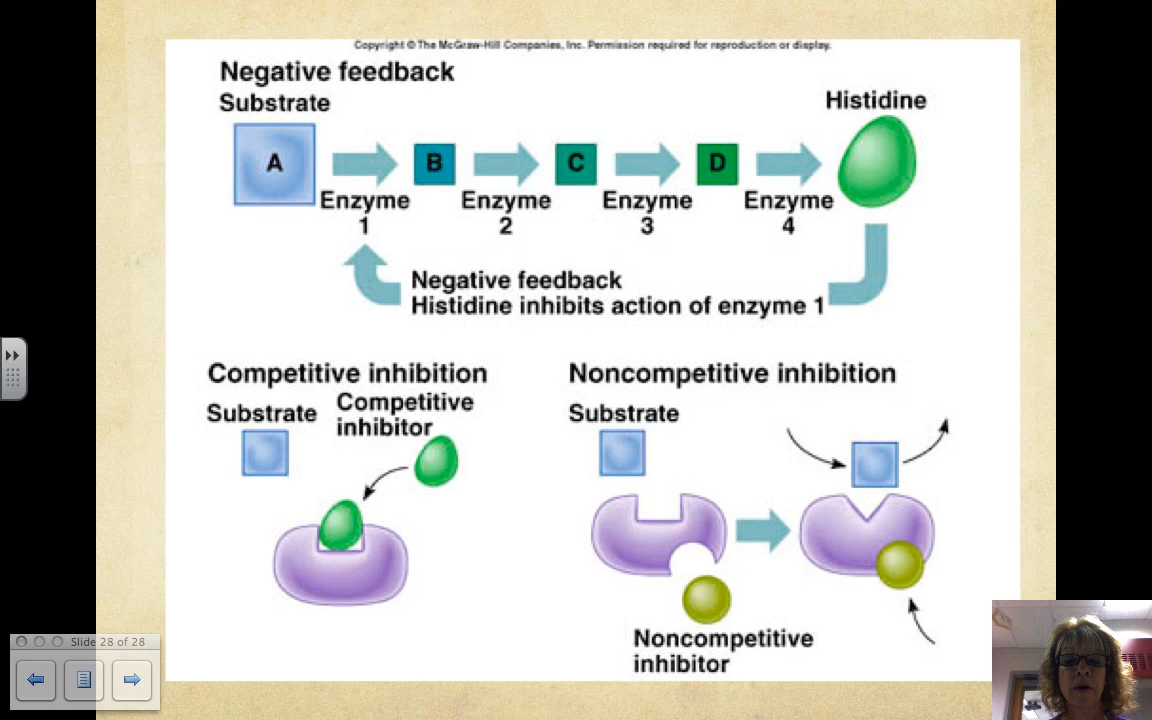 Copyright © The McGraw-Hill Companies, Inc. Permission required for reproduction or display.
Negative feedback
Substrate
Histidine
A
B
C
D
Enzyme
1
Enzyme
2
Enzyme
3
Enzyme
4
Negative feedback
Histidine inhibits action of enzyme 1
Competitive inhibition
Substrate
Competitive
inhibitor
Noncompetitive inhibition
Substrate
Noncompetitive
inhibitor
Slide 28 of 28